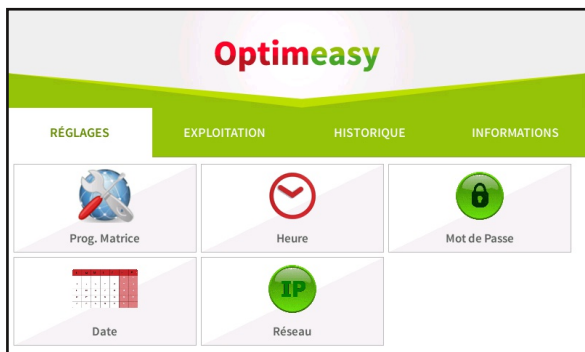 Optimeasy
RÉGLAGES EXPLOITATION HISTORIQUE INFORMATIONS
Prog. Matrice Heure Mot de Passe
IP
Date Réseau